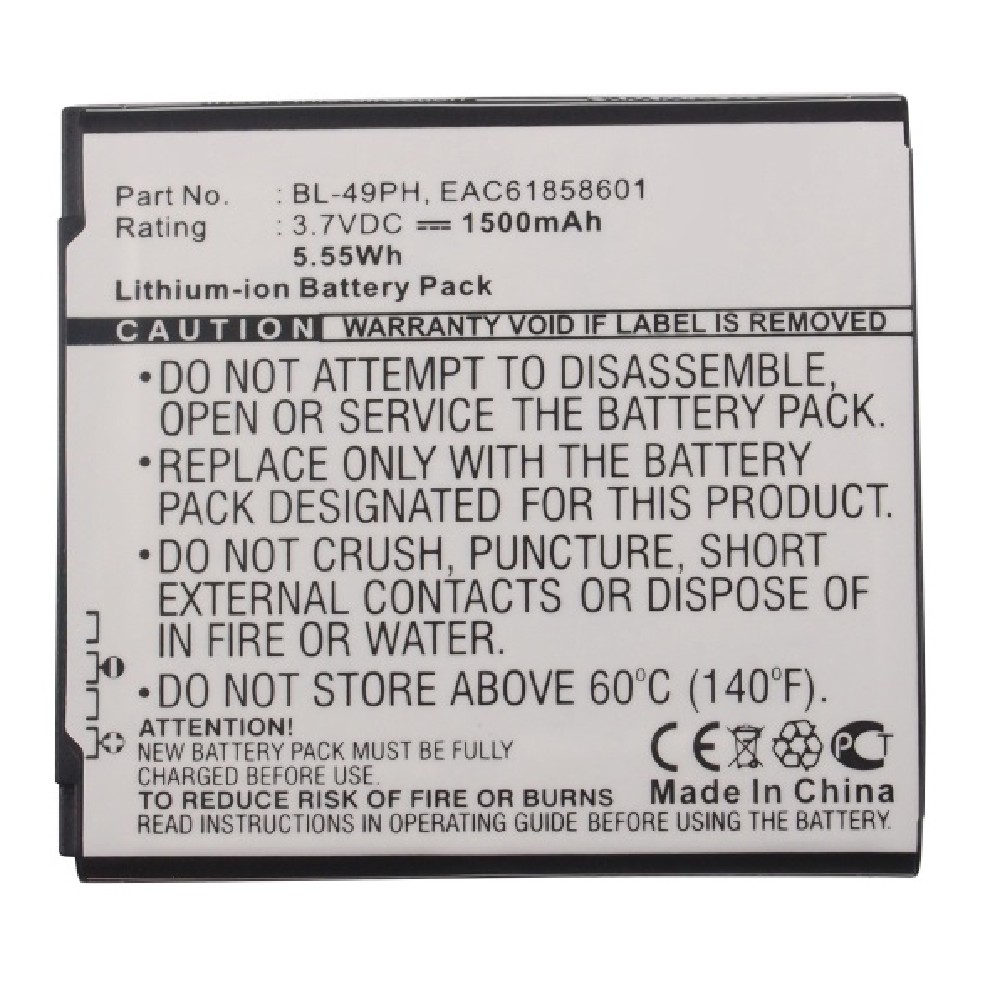 Part No. : BL-49PH, EAC61858601
Rating : 3.7VDC 1500mAh
5.55Wh
Lithium-ion Battery Pack
CAUTION WARRANTY VOID IF LABEL IS REMOVED
•DO NOT ATTEMPT TO DISASSEMBLE,
OPEN OR SERVICE THE BATTERY PACK.
•REPLACE ONLY WITH THE BATTERY
PACK DESIGNATED FOR THIS PRODUCT.
•DO NOT CRUSH, PUNCTURE, SHORT
EXTERNAL CONTACTS OR DISPOSE OF
IN FIRE OR WATER.
•DO NOT STORE ABOVE 60°C (140°F).
ATTENTION!
NEW BATTERY PACK MUST BE FULLY
CHARGED BEFORE USE.
CE PCT
TO REDUCE RISK OF FIRE OR BURNS
Made In China
READ INSTRUCTIONS IN OPERATING GUIDE BEFORE USING THE BATTERY.